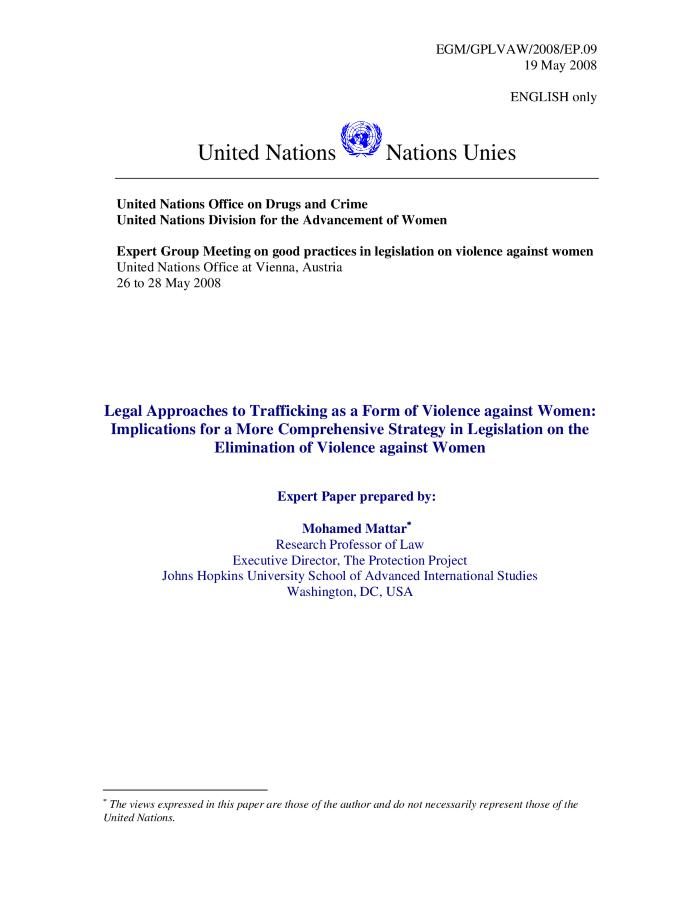 EGM/GPLVAW/2008/EP.09
19 May 2008
ENGLISH only
United Nations Nations Unies
United Nations Office on Drugs and Crime
United Nations Division for the Advancement of Women
Expert Group Meeting on good practices in legislation on violence against women
United Nations Office at Vienna, Austria
26 to 28 May 2008
Legal Approaches to Trafficking as a Form of Violence against Women:
Implications for a More Comprehensive Strategy in Legislation on the
Elimination of Violence against Women
Expert Paper prepared by:
Mohamed Mattar*
Research Professor of Law
Executive Director, The Protection Project
Johns Hopkins University School of Advanced International Studies
Washington, DC, USA
* The views expressed in this paper are those of the author and do not necessarily represent those of the
United Nations.